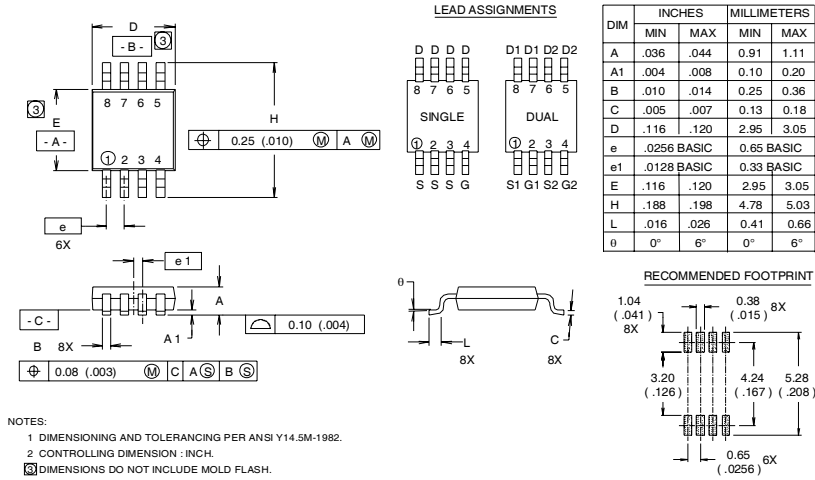 D
- B -
3
8 7 6 5
3
E
- A -
H
1 2 3 4
⌖ 0.25 (.010) Ⓜ A Ⓜ
e
6X
LEAD ASSIGNMENTS
D D D D
8 7 6 5
SINGLE
1 2 3 4
S S S G
D1 D1 D2 D2
8 7 6 5
DUAL
1 2 3 4
S1 G1 S2 G2
DIM INCHES MILLIMETERS
MIN MAX MIN MAX
A .036 .044 0.91 1.11
A1 .004 .008 0.10 0.20
B .010 .014 0.25 0.36
C .005 .007 0.13 0.18
D .116 .120 2.95 3.05
e .0256 BASIC 0.65 BASIC
e1 .0128 BASIC 0.33 BASIC
E .116 .120 2.95 3.05
H .188 .198 4.78 5.03
L .016 .026 0.41 0.66
θ 0° 6° 0° 6°
e 1
A
- C -
A 1
B 8X
⌓ 0.10 (.004)
⌖ 0.08 (.003) Ⓜ C A Ⓢ B Ⓢ
θ
L
8X
C
8X
RECOMMENDED FOOTPRINT
1.04
( .041 )
8X
0.38
( .015 ) 8X
3.20
( .126 )
4.24
( .167 )
5.28
( .208 )
0.65
( .0256 ) 6X
NOTES:
1 DIMENSIONING AND TOLERANCING PER ANSI Y14.5M-1982.
2 CONTROLLING DIMENSION : INCH.
3 DIMENSIONS DO NOT INCLUDE MOLD FLASH.